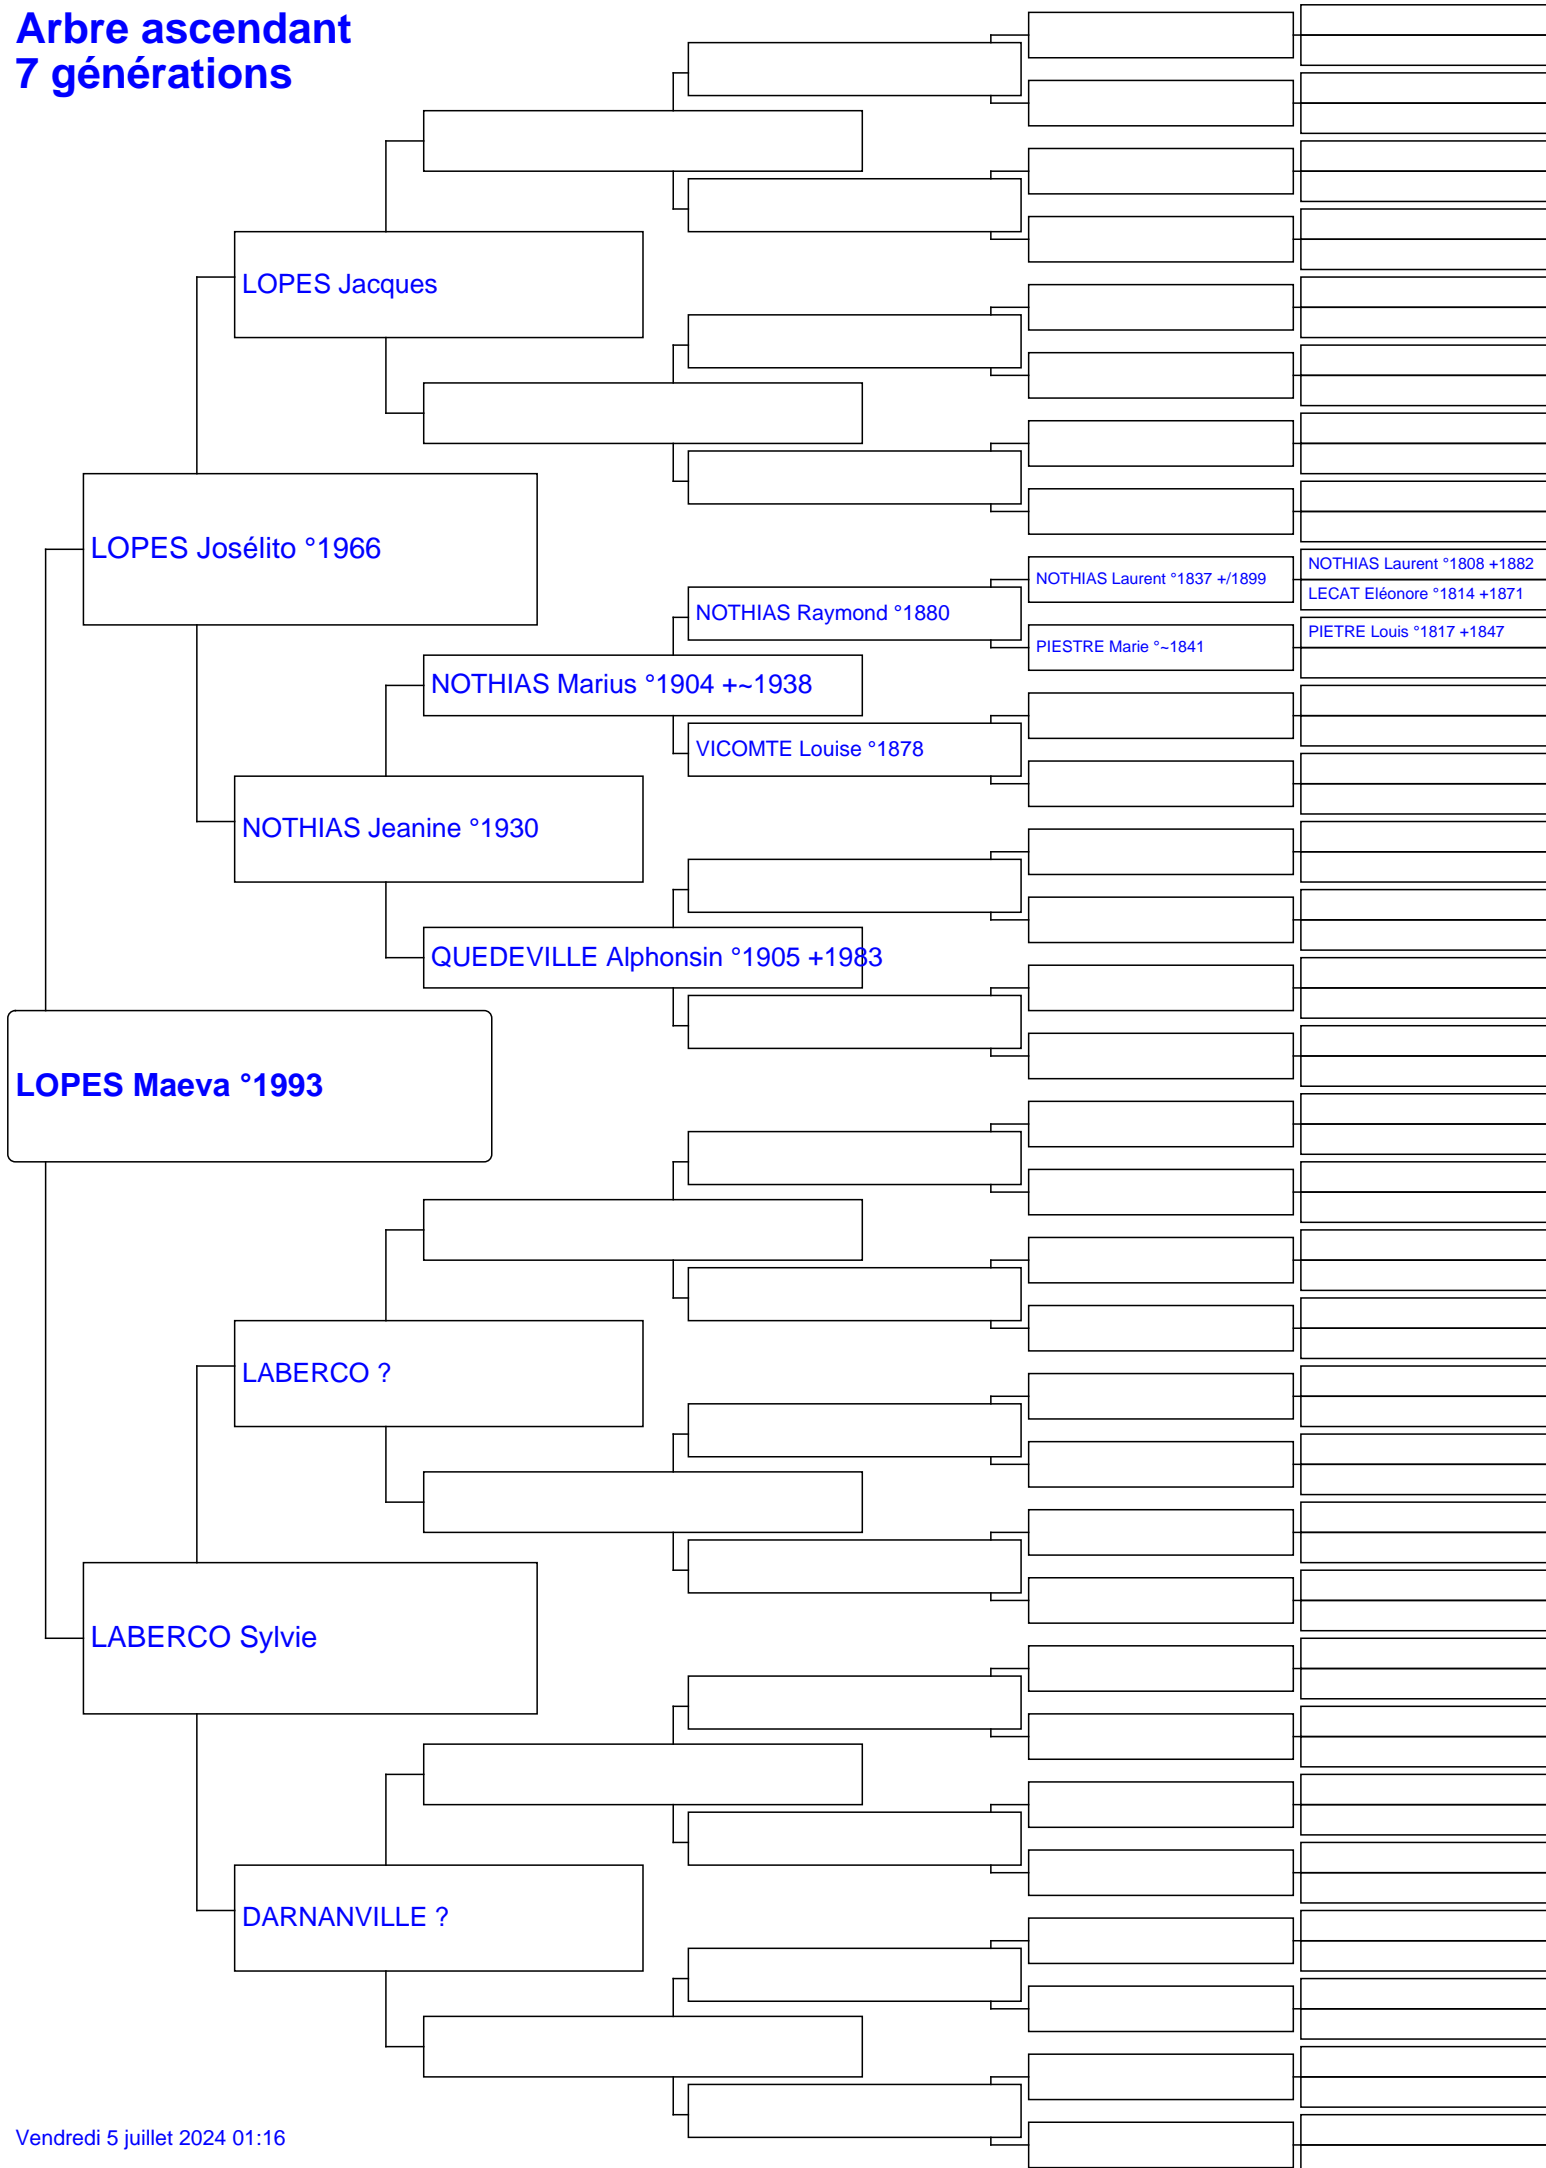 Arbre ascendant
7 générations
LOPES Jacques
LOPES Josélito °1966
NOTHIAS Laurent °1808 +1882
NOTHIAS Laurent °1837 +/1899
LECAT Eléonore °1814 +1871
NOTHIAS Raymond °1880
PIETRE Louis °1817 +1847
PIESTRE Marie °~1841
NOTHIAS Marius °1904 +~1938
VICOMTE Louise °1878
NOTHIAS Jeanine °1930
QUEDEVILLE Alphonsin °1905 +1983
LOPES Maeva °1993
LABERCO ?
LABERCO Sylvie
DARNANVILLE ?
Vendredi 5 juillet 2024 01:16